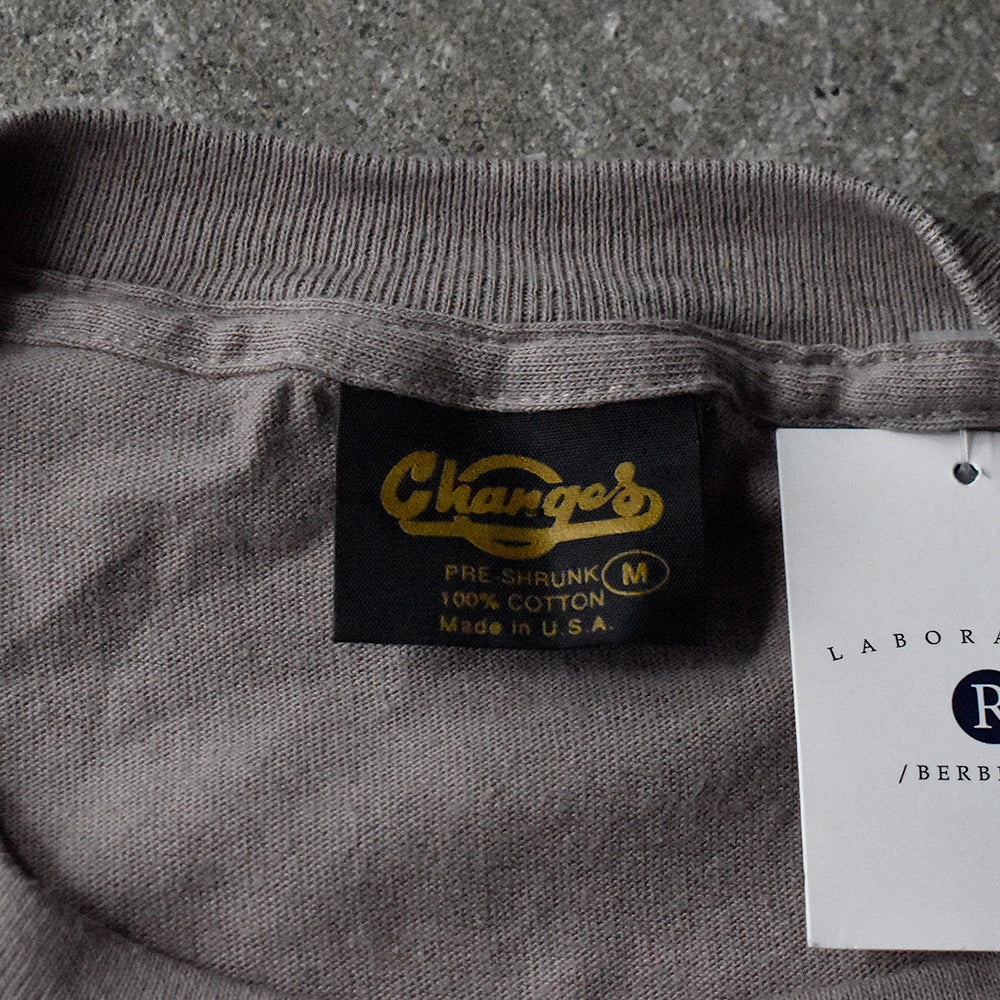 Changes
PRE-SHRUNK M
100% COTTON
Made in U.S.A.
LABORA
R
/BERB